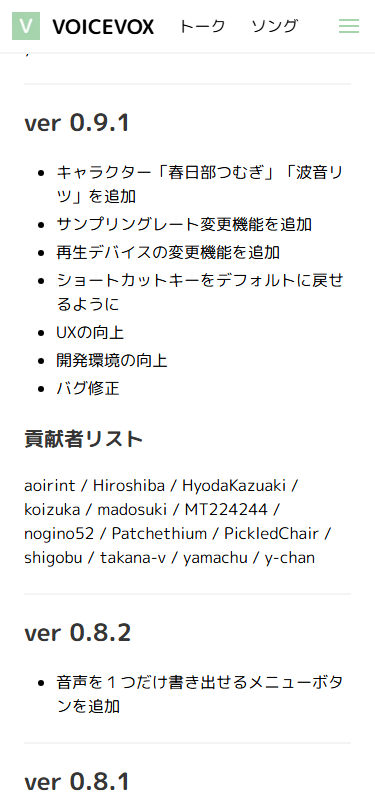 V VOICEVOX トーク ソング
ver 0.9.1
キャラクター「春日部つむぎ」「波音リ
ツ」を追加
サンプリングレート変更機能を追加
再生デバイスの変更機能を追加
ショートカットキーをデフォルトに戻せ
るように
UXの向上
開発環境の向上
バグ修正
貢献者リスト
aoirint / Hiroshiba / HyodaKazuaki /
koizuka / madosuki / MT224244 /
nogino52 / Patchethium / PickledChair /
shigobu / takana-v / yamachu / y-chan
ver 0.8.2
音声を１つだけ書き出せるメニューボタ
ンを追加
ver 0.8.1